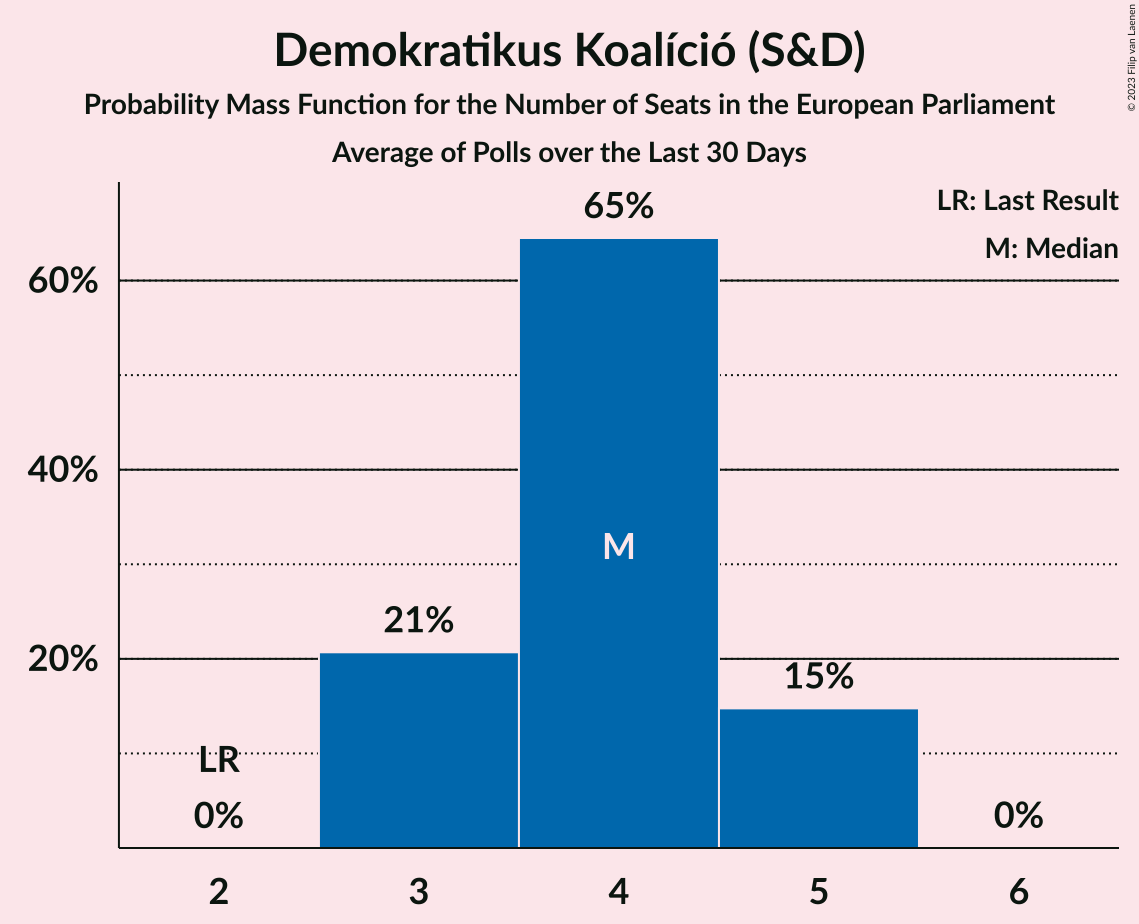 Demokratikus Koalíció (S&D)
Probability Mass Function for the Number of Seats in the European Parliament
Average of Polls over the Last 30 Days
© 2023 Filip van Laenen
LR: Last Result
M: Median
65%
60%
40%
M
21%
20%
15%
LR
0%
0%
2 3 4 5 6